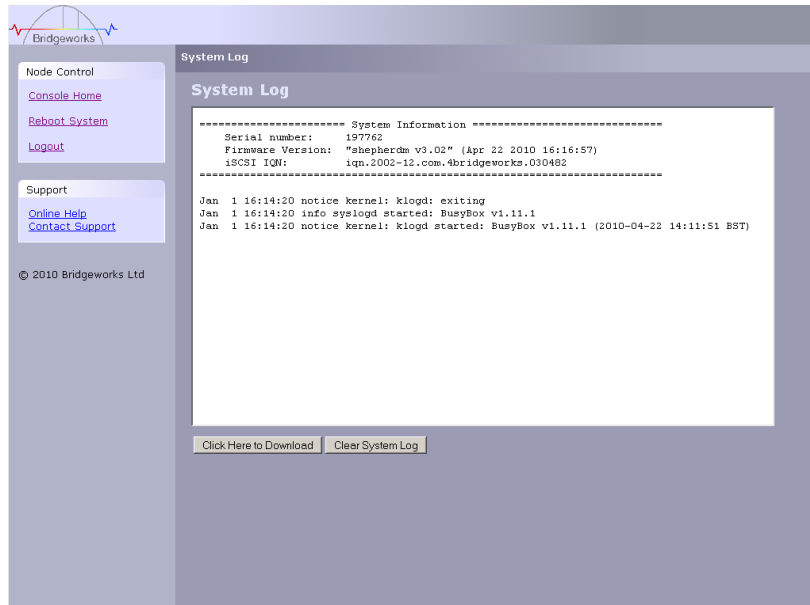 Bridgeworks
System Log
Node Control
Console Home
Reboot System
Logout
Support
Online Help
Contact Support
© 2010 Bridgeworks Ltd
System Log
====================== System Information ==============================
Serial number: 197762
Firmware Version: "shepherdm v3.02" (Apr 22 2010 16:16:57)
iSCSI IQN: iqn.2002-12.com.4bridgeworks.030482
=========================================================================
Jan 1 16:14:20 notice kernel: klogd: exiting
Jan 1 16:14:20 info syslogd started: BusyBox v1.11.1
Jan 1 16:14:20 notice kernel: klogd started: BusyBox v1.11.1 (2010-04-22 14:11:51 BST)
Click Here to Download Clear System Log